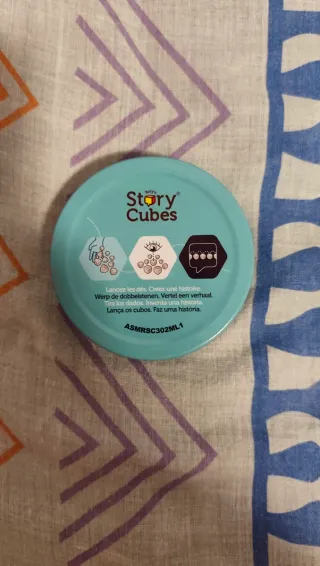 RORY'S
Story
Cubes®
Lancez les dés. Créez une histoire.
Werp de dobbelstenen. Vertel een verhaal.
Tira los dados. Inventa una historia.
Lança os cubos. Faz uma história.
ASMRSC302ML1